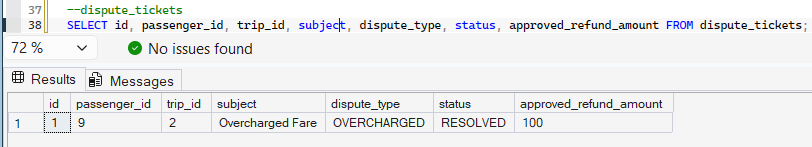 37 --dispute_tickets
38 SELECT id, passenger_id, trip_id, subject, dispute_type, status, approved_refund_amount FROM dispute_tickets;
72 % No issues found
Results Messages
id passenger_id trip_id subject dispute_type status approved_refund_amount
1 1 9 2 Overcharged Fare OVERCHARGED RESOLVED 100